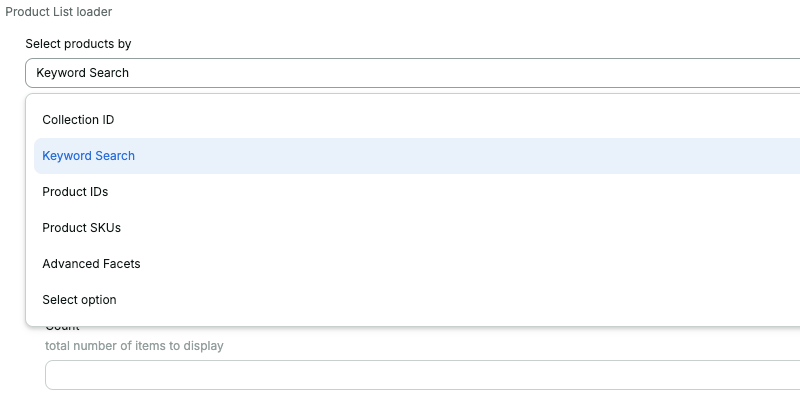 Product List loader
Select products by
Keyword Search
Collection ID
Keyword Search
Product IDs
Product SKUs
Advanced Facets
Select option
Count
total number of items to display